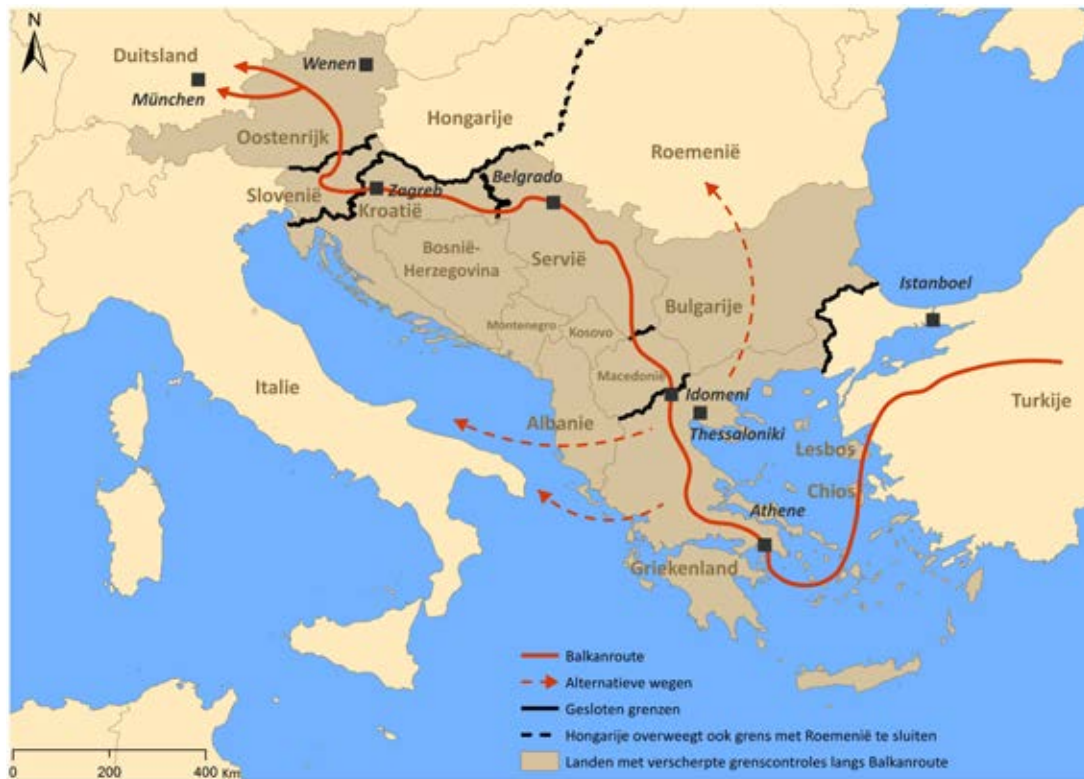 N
Duitsland
Wenen
München
Hongarije
Oostenrijk
Roemenië
Slovenië
Zagreb
Belgrado
Kroatië
Bosnië-
Herzegovina
Servië
Istanboel
Bulgarije
Montenegro
Kosovo
Macedonië
Italie
Idomeni
Turkije
Albanie
Thessaloniki
Lesbos
Chios
Athene
Griekenland
Balkanroute
Alternatieve wegen
Gesloten grenzen
Hongarije overweegt ook grens met Roemenië te sluiten
Landen met verscherpte grenscontroles langs Balkanroute
0 200 400 Km